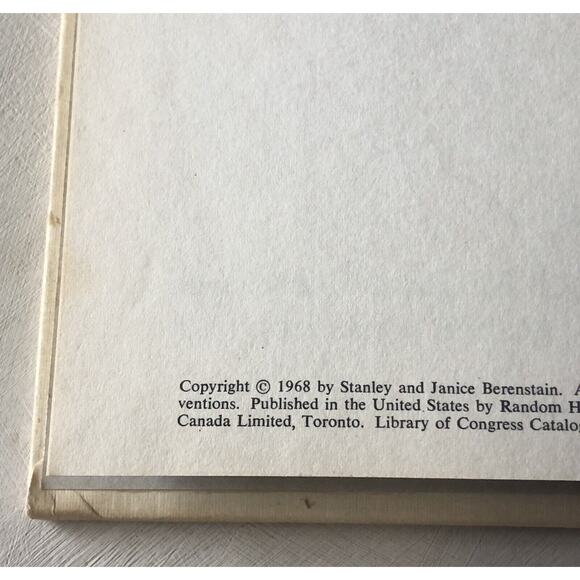 Copyright © 1968 by Stanley and Janice Berenstain.
ventions. Published in the United States by Random
Canada Limited, Toronto. Library of Congress